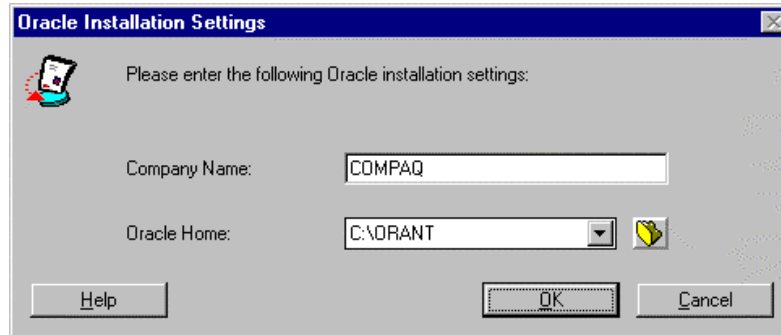 Oracle Installation Settings
Please enter the following Oracle installation settings:
Company Name: COMPAQ
Oracle Home: C:\ORANT
Help OK Cancel